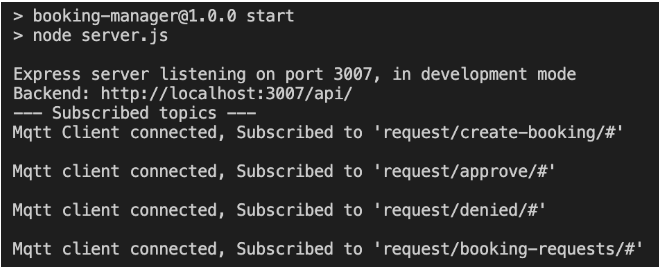 > booking-manager@1.0.0 start
> node server.js
Express server listening on port 3007, in development mode
Backend: http://localhost:3007/api/
--- Subscribed topics ---
Mqtt Client connected, Subscribed to 'request/create-booking/#'
Mqtt client connected, Subscribed to 'request/approve/#'
Mqtt client connected, Subscribed to 'request/denied/#'
Mqtt client connected, Subscribed to 'request/booking-requests/#'